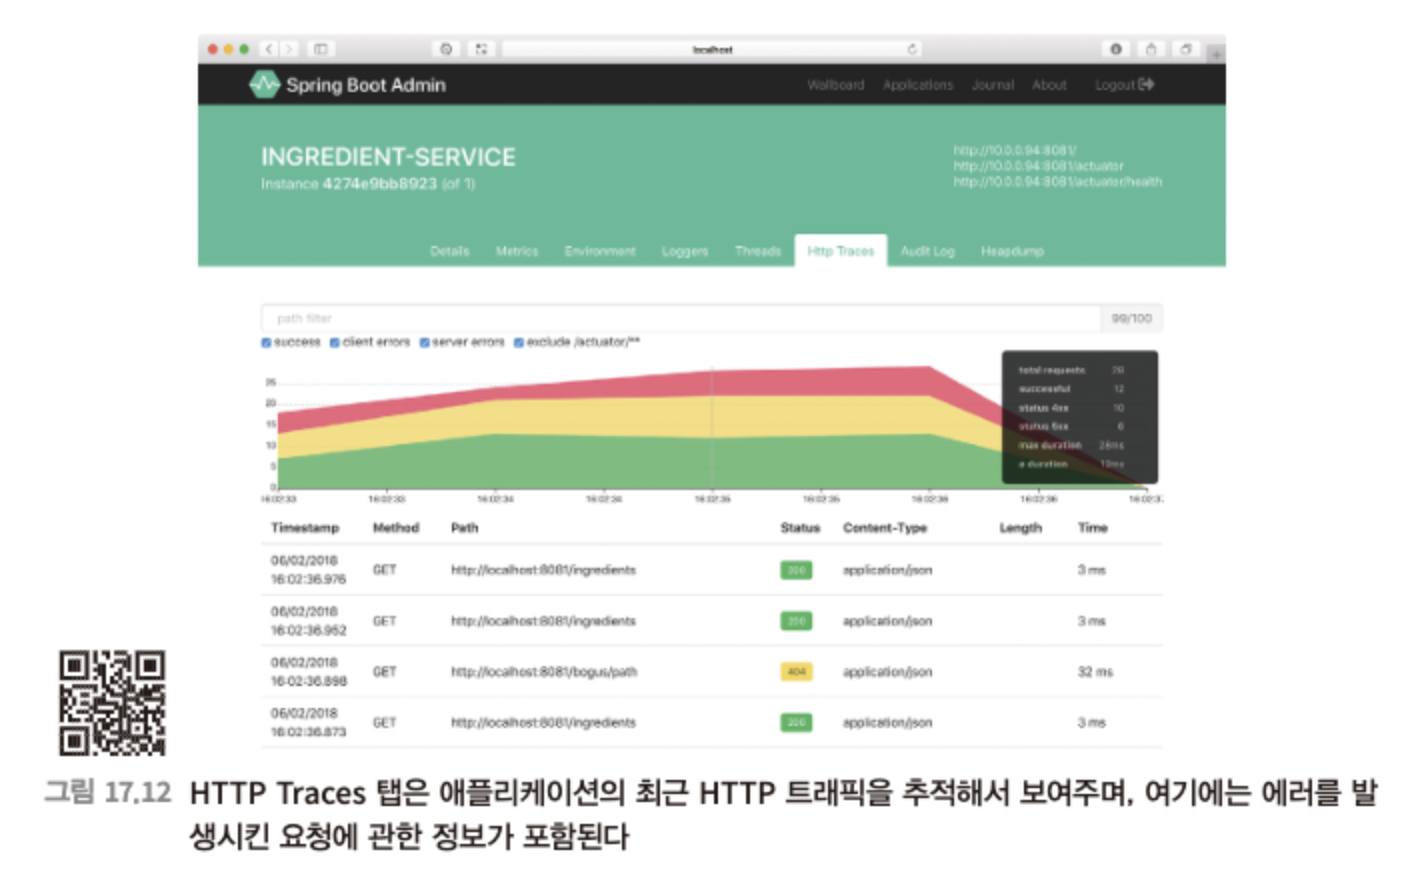 localhost
Spring Boot Admin
Wallboard Applications Journal About Logout
INGREDIENT-SERVICE
Instance 4274e9bb8923 (of 1)
http://10.0.0.94:8081/
http://10.0.0.94:8081/actuator
http://10.0.0.94:8081/actuator/health
Details Metrics Environment Loggers Threads Http Traces Audit Log Heapdump
path filter 99/100
success client errors server errors exclude /actuator/**
total requests 28
successful 12
status 4xx 10
status 5xx 6
max duration 28ms
duration
25
20
15
10
5
0
16:02:33 16:02:33 16:02:34 16:02:34 16:02:35 16:02:35 16:02:36 16:02:36
Timestamp Method Path Status Content-Type Length Time
06/02/2018
16:02:36.976 GET http://localhost:8081/ingredients 200 application/json 3 ms
06/02/2018
16:02:36.952 GET http://localhost:8081/ingredients 200 application/json 3 ms
06/02/2018
16:02:36.898 GET http://localhost:8081/bogus/path 404 application/json 32 ms
06/02/2018
16:02:36.873 GET http://localhost:8081/ingredients 200 application/json 3 ms
그림 17.12 HTTP Traces 탭은 애플리케이션의 최근 HTTP 트래픽을 추적해서 보여주며, 여기에는 에러를 발
생시킨 요청에 관한 정보가 포함된다